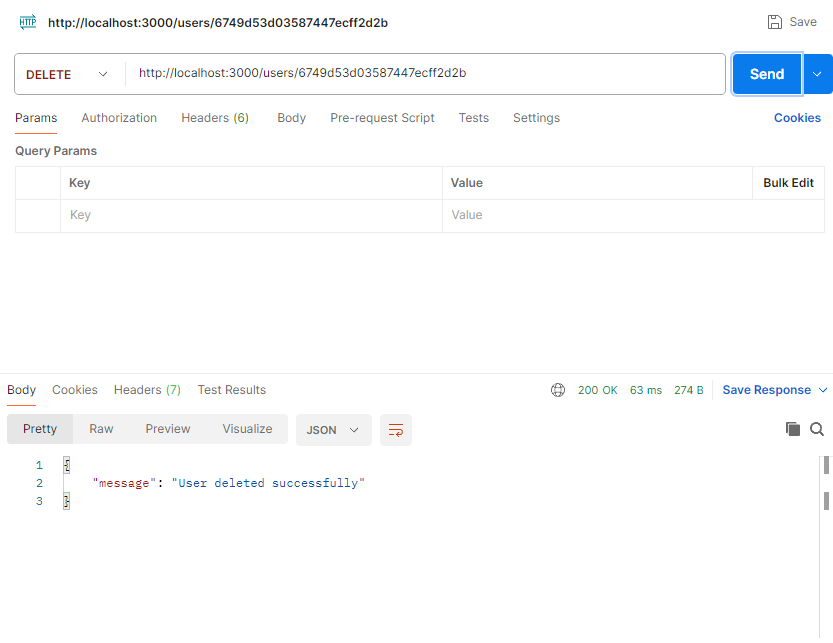 HTTP http://localhost:3000/users/6749d53d03587447ecff2d2b Save
DELETE http://localhost:3000/users/6749d53d03587447ecff2d2b Send
Params Authorization Headers (6) Body Pre-request Script Tests Settings Cookies
Query Params
Key Value Bulk Edit
Key Value
Body Cookies Headers (7) Test Results 200 OK 63 ms 274 B Save Response
Pretty Raw Preview Visualize JSON
1 {
2 "message": "User deleted successfully"
3 }